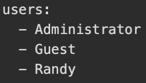 users:
  - Administrator
  - Guest
  - Randy